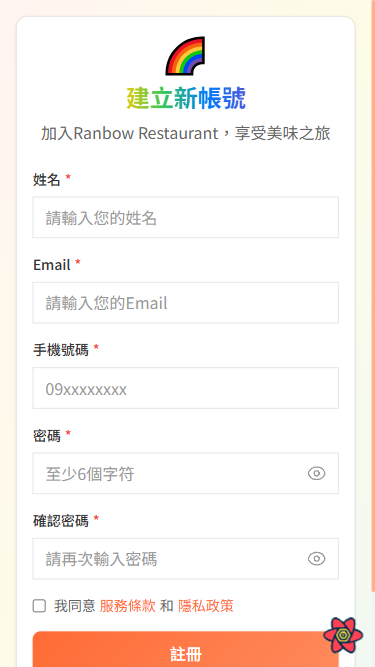 建立新帳號
加入Ranbow Restaurant，享受美味之旅
姓名 *
請輸入您的姓名
Email *
請輸入您的Email
手機號碼 *
09xxxxxxxx
密碼 *
至少6個字符
確認密碼 *
請再次輸入密碼
我同意 服務條款 和 隱私政策
註冊